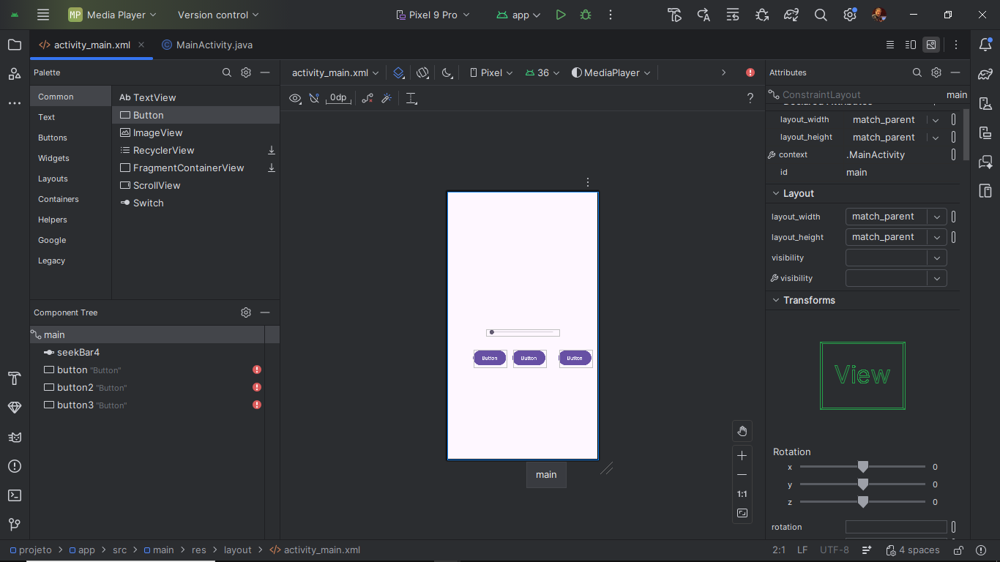 MP Media Player Version control Pixel 9 Pro app
activity_main.xml MainActivity.java
Palette
Common
Text
Buttons
Widgets
Layouts
Containers
Helpers
Google
Legacy
Ab TextView
Button
ImageView
RecyclerView
FragmentContainerView
ScrollView
Switch
Component Tree
main
seekBar4
button "Button"
button2 "Button"
button3 "Button"
activity_main.xml Pixel 36 MediaPlayer
0dp ?
Button Button Button
main
1:1
Attributes
ConstraintLayout main
Declared Attributes
layout_width match_parent
layout_height match_parent
context .MainActivity
id main
Layout
layout_width match_parent
layout_height match_parent
visibility
visibility
Transforms
View
Rotation
x 0
y 0
z 0
rotation
projeto > app > src > main > res > layout > activity_main.xml 2:1 LF UTF-8 4 spaces